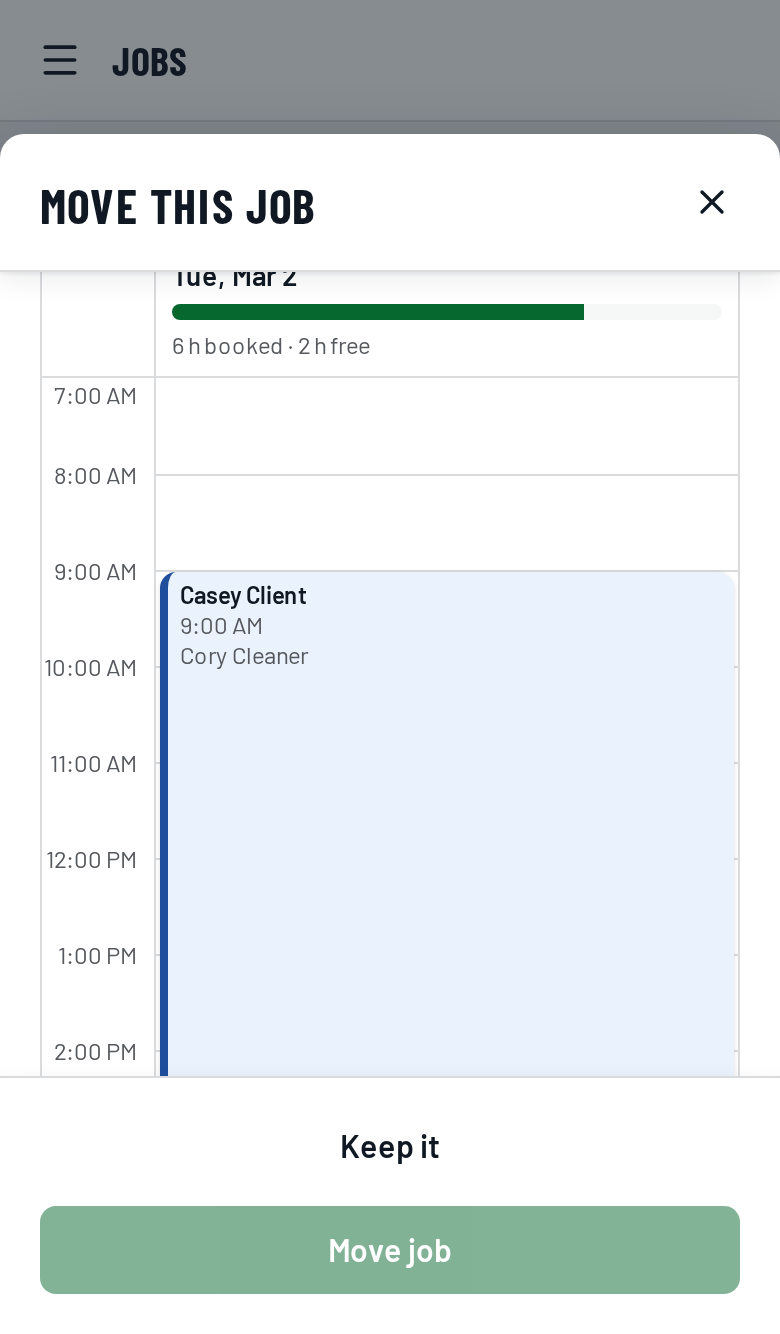 JOBS
MOVE THIS JOB
Tue, Mar 2
6 h booked · 2 h free
7:00 AM
8:00 AM
9:00 AM
Casey Client
9:00 AM
Cory Cleaner
10:00 AM
11:00 AM
12:00 PM
1:00 PM
2:00 PM
Keep it
Move job